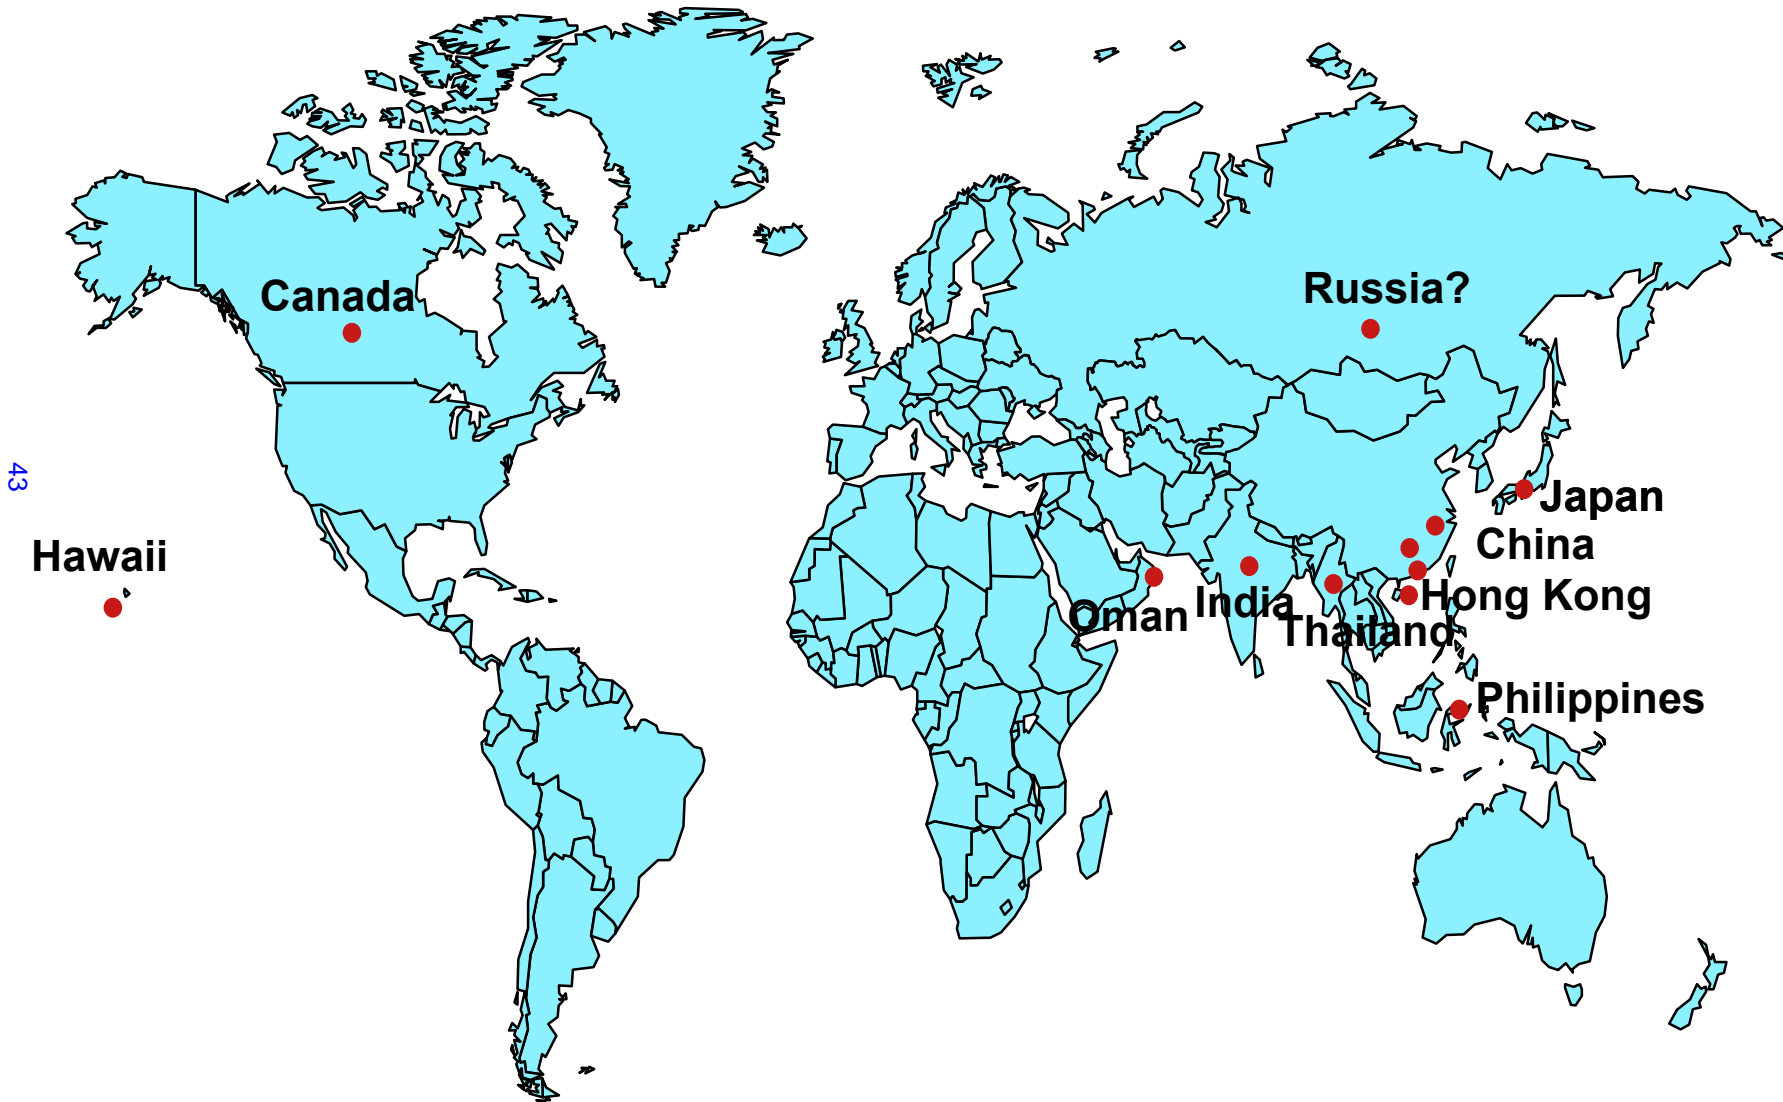 Canada
Russia?
43
Japan
Hawaii
China
Hong Kong
Oman
India
Thailand
Philippines